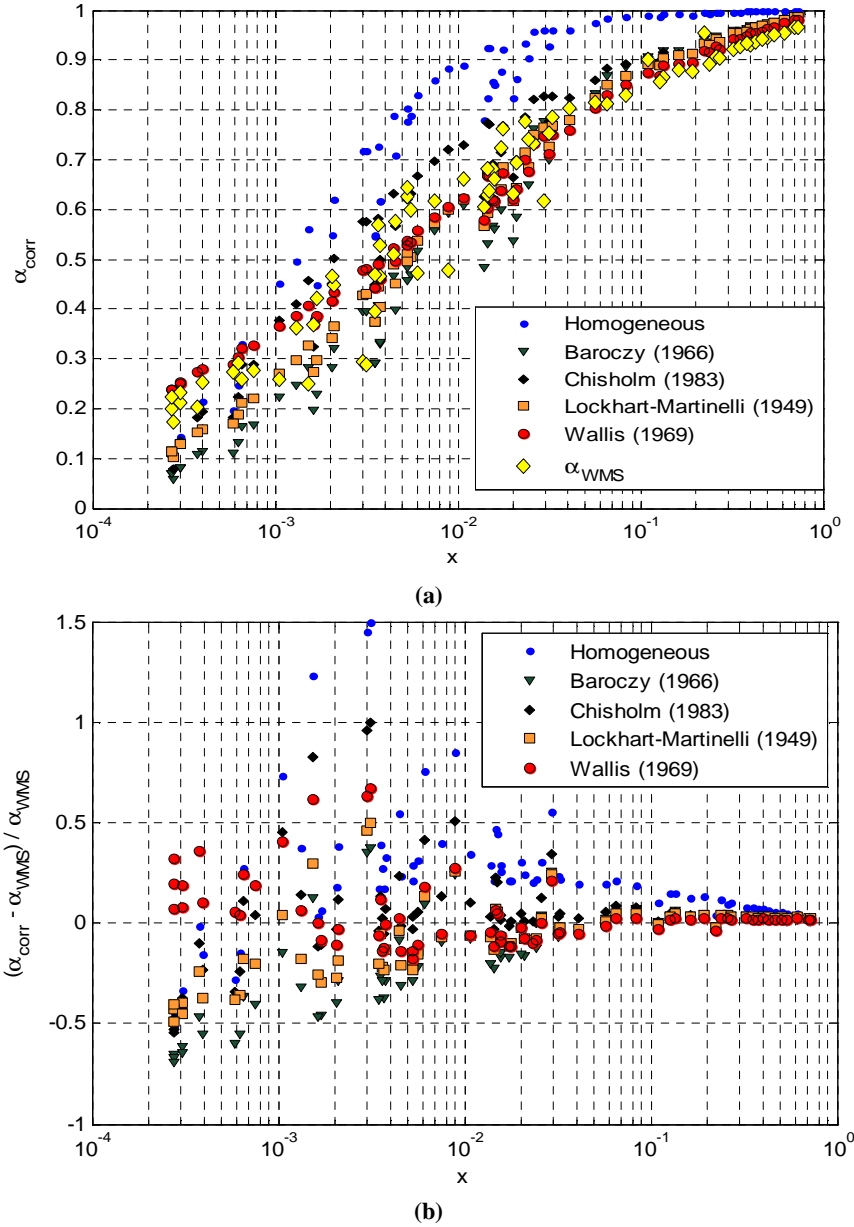 1
0.9
0.8
0.7
0.6
0.5
0.4
0.3
0.2
0.1
0
α_corr
Homogeneous
Baroczy (1966)
Chisholm (1983)
Lockhart-Martinelli (1949)
Wallis (1969)
α_WMS
10^-4
10^-3
10^-2
10^-1
10^0
x
(a)
1.5
1
0.5
0
-0.5
-1
(α_corr - α_WMS) / α_WMS
Homogeneous
Baroczy (1966)
Chisholm (1983)
Lockhart-Martinelli (1949)
Wallis (1969)
10^-4
10^-3
10^-2
10^-1
10^0
x
(b)